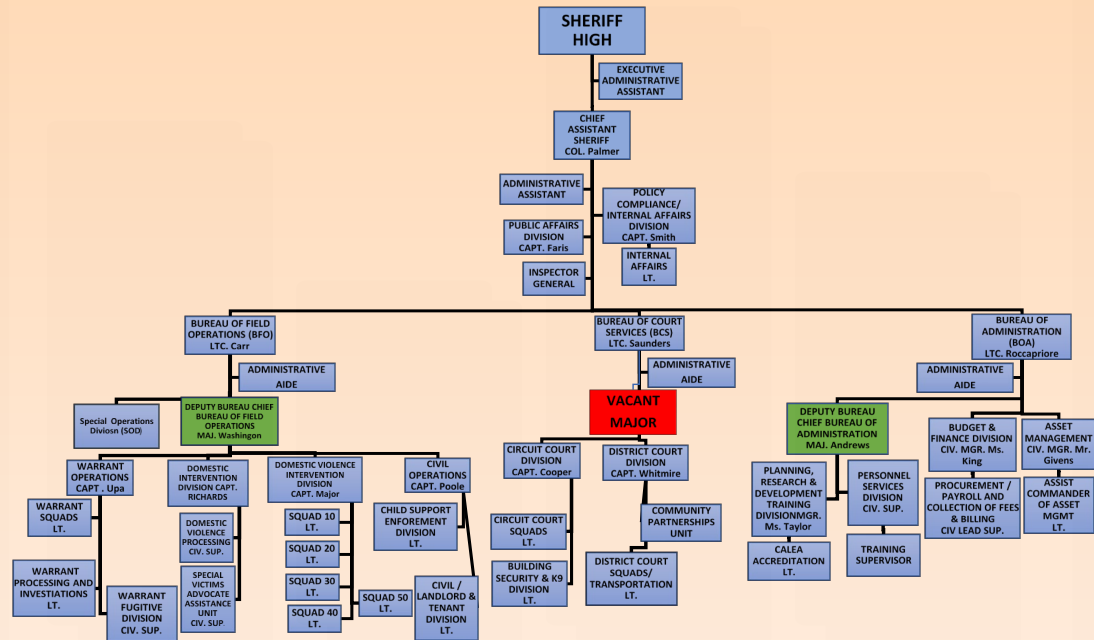 SHERIFF
HIGH
EXECUTIVE
ADMINISTRATIVE
ASSISTANT
CHIEF
ASSISTANT
SHERIFF
COL. Palmer
ADMINISTRATIVE
ASSISTANT
POLICY
COMPLIANCE/
INTERNAL AFFAIRS
DIVISION
CAPT. Smith
PUBLIC AFFAIRS
DIVISION
CAPT. Faris
INTERNAL
AFFAIRS
LT.
INSPECTOR
GENERAL
BUREAU OF FIELD
OPERATIONS (BFO)
LTC. Carr
BUREAU OF COURT
SERVICES (BCS)
LTC. Saunders
BUREAU OF
ADMINISTRATION
(BOA)
LTC. Roccapriore
ADMINISTRATIVE
AIDE
ADMINISTRATIVE
AIDE
ADMINISTRATIVE
AIDE
Special Operations
Diviosn (SOD)
DEPUTY BUREAU CHIEF
BUREAU OF FIELD
OPERATIONS
MAJ. Washingon
VACANT
MAJOR
DEPUTY BUREAU
CHIEF BUREAU OF
ADMINISTRATION
MAJ. Andrews
BUDGET &
FINANCE DIVISION
CIV. MGR. Ms.
King
ASSET
MANAGEMENT
CIV. MGR. Mr.
Givens
WARRANT
OPERATIONS
CAPT . Upa
DOMESTIC
INTERVENTION
DIVISION CAPT.
RICHARDS
DOMESTIC VIOLENCE
INTERVENTION
DIVISION
CAPT. Major
CIVIL
OPERATIONS
CAPT. Poole
CIRCUIT COURT
DIVISION
CAPT. Cooper
DISTRICT COURT
DIVISION
CAPT. Whitmire
PLANNING,
RESEARCH &
DEVELOPMENT
TRAINING
DIVISIONMGR.
Ms. Taylor
PERSONNEL
SERVICES
DIVISION
CIV. SUP.
PROCUREMENT /
PAYROLL AND
COLLECTION OF FEES
& BILLING
CIV LEAD SUP.
ASSIST
COMMANDER
OF ASSET
MGMT
LT.
WARRANT
SQUADS
LT.
DOMESTIC
VIOLENCE
PROCESSING
CIV. SUP.
SQUAD 10
LT.
CHILD SUPPORT
ENFOREMENT
DIVISION
LT.
CIRCUIT COURT
SQUADS
LT.
COMMUNITY
PARTNERSHIPS
UNIT
CALEA
ACCREDITATION
LT.
TRAINING
SUPERVISOR
SQUAD 20
LT.
WARRANT
PROCESSING AND
INVESTIATIONS
LT.
WARRANT
FUGITIVE
DIVISION
CIV. SUP.
SPECIAL
VICTIMS
ADVOCATE
ASSISTANCE
UNIT
CIV. SUP
SQUAD 30
LT.
SQUAD 40
LT.
SQUAD 50
LT.
CIVIL /
LANDLORD &
TENANT
DIVISION
LT.
BUILDING
SECURITY & K9
DIVISION
LT.
DISTRICT COURT
SQUADS/
TRANSPORTATION
LT.